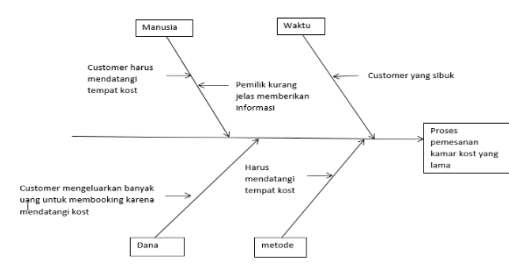 Manusia
Waktu
Customer harus
mendatangi
tempat kost
Pemilik kurang
jelas memberikan
informasi
Customer yang sibuk
Proses
pemesanan
kamar kost yang
lama
Harus
mendatangi
tempat kost
Customer mengeluarkan banyak
uang untuk membooking karena
mendatangi kost
Dana
metode